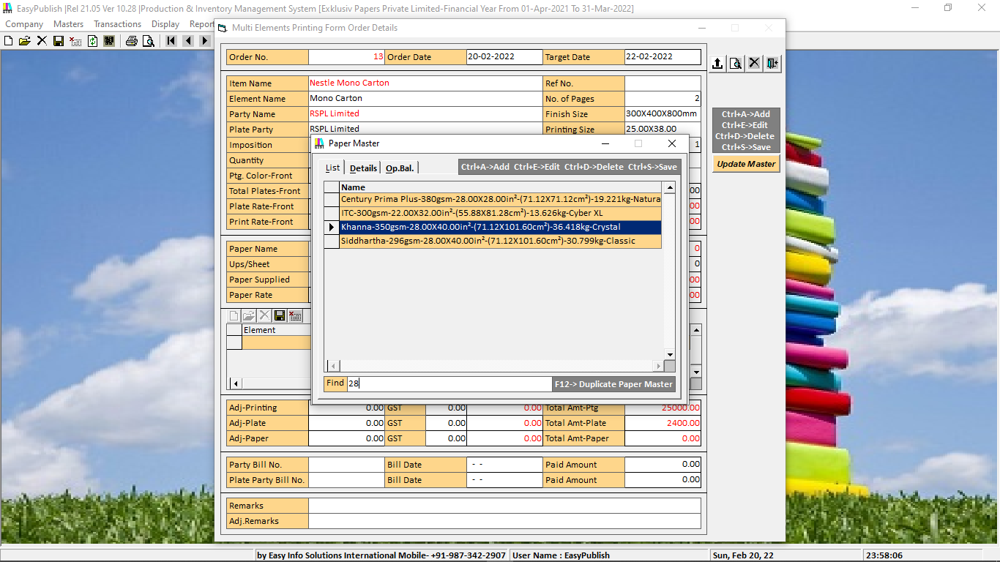 EasyPublish |Rel 21.05 Ver 10.28 |Production & Inventory Management System [Exklusiv Papers Private Limited-Financial Year From 01-Apr-2021 To 31-Mar-2022]
Company Masters Transactions Display Report
Multi Elements Printing Form Order Details
Order No. 13 Order Date 20-02-2022 Target Date 22-02-2022
Item Name Nestle Mono Carton Ref No.
Element Name Mono Carton No. of Pages 2
Party Name RSPL Limited Finish Size 300X400X800mm
Plate Party RSPL Limited Printing Size 25.00X38.00
Imposition 1
Quantity
Ptg. Color-Front
Total Plates-Front 00
Plate Rate-Front 00
Print Rate-Front 00
Paper Name 0
Ups/Sheet 0
Paper Supplied 00
Paper Rate 00
Element
Ctrl+A->Add
Ctrl+E->Edit
Ctrl+D->Delete
Ctrl+S->Save
Update Master
Paper Master
List Details Op.Bal. Ctrl+A->Add Ctrl+E->Edit Ctrl+D->Delete Ctrl+S->Save
Name
Century Prima Plus-380gsm-28.00X28.00in²-(71.12X71.12cm²)-19.221kg-Natura
ITC-300gsm-22.00X32.00in²-(55.88X81.28cm²)-13.626kg-Cyber XL
Khanna-350gsm-28.00X40.00in²-(71.12X101.60cm²)-36.418kg-Crystal
Siddhartha-296gsm-28.00X40.00in²-(71.12X101.60cm²)-30.799kg-Classic
Find 28 F12-> Duplicate Paper Master
Adj-Printing 0.00 GST 0.00 0.00 Total Amt-Ptg 25000.00
Adj-Plate 0.00 GST 0.00 0.00 Total Amt-Plate 2400.00
Adj-Paper 0.00 GST 0.00 0.00 Total Amt-Paper 0.00
Party Bill No. Bill Date - - Paid Amount 0.00
Plate Party Bill No. Bill Date - - Paid Amount 0.00
Remarks
Adj.Remarks
by Easy Info Solutions International Mobile- +91-987-342-2907 User Name : EasyPublish Sun, Feb 20, 22 23:58:06